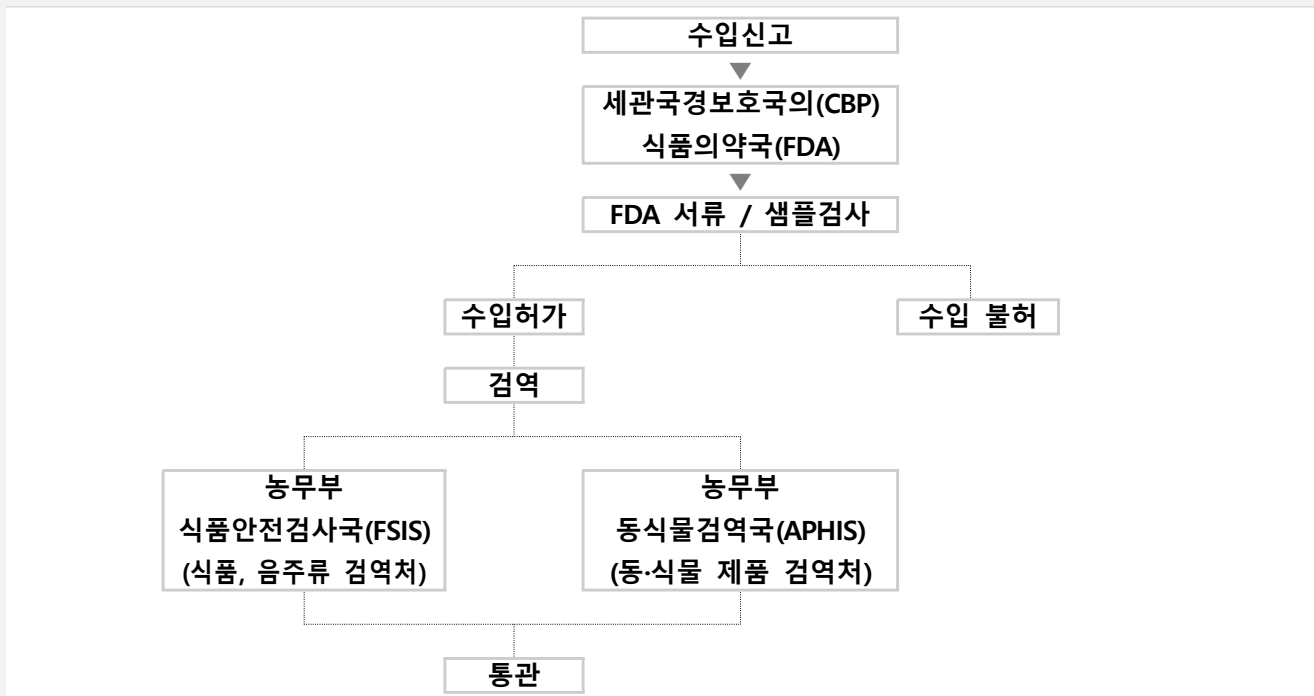 수입신고
세관국경보호국의(CBP)
식품의약국(FDA)
FDA 서류 / 샘플검사
수입허가
수입 불허
검역
농무부
식품안전검사국(FSIS)
(식품, 음주류 검역처)
농무부
동식물검역국(APHIS)
(동·식물 제품 검역처)
통관